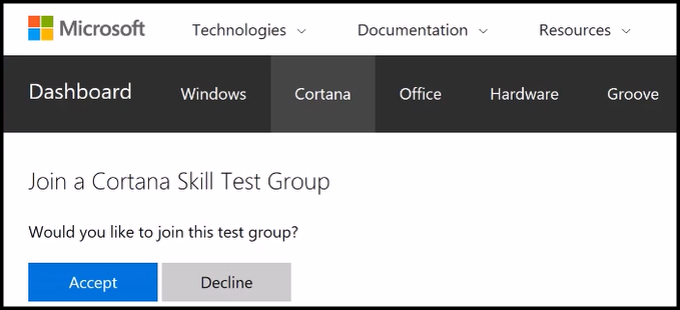 Microsoft Technologies Documentation Resources
Dashboard Windows Cortana Office Hardware Groove
Join a Cortana Skill Test Group
Would you like to join this test group?
Accept Decline